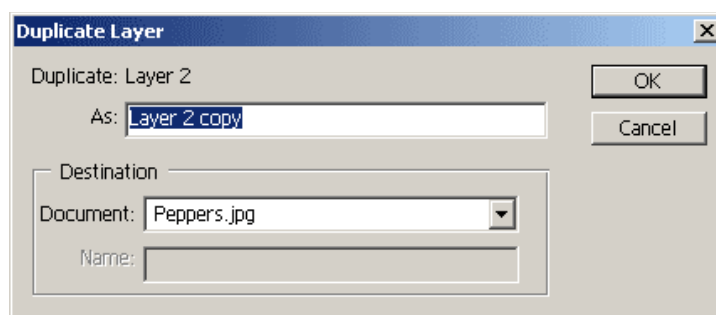 Duplicate Layer
Duplicate: Layer 2
OK
As: Layer 2 copy
Cancel
Destination
Document: Peppers.jpg
Name: